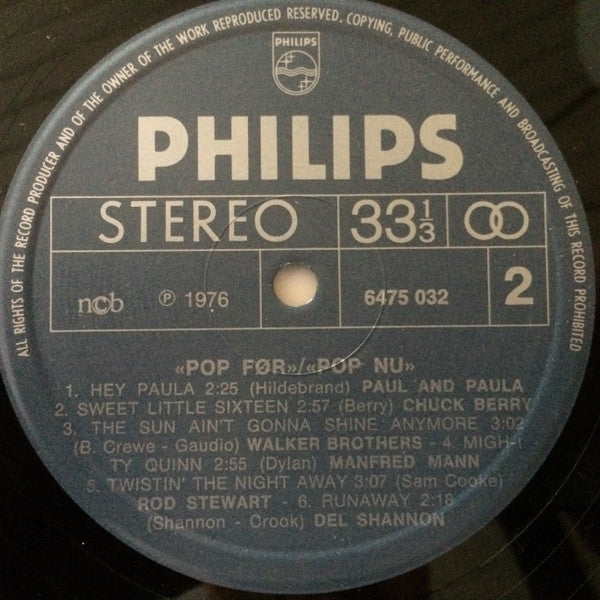 ALL RIGHTS OF THE RECORD PRODUCER AND OF THE OWNER OF THE WORK REPRODUCED RESERVED. COPYING, PUBLIC PERFORMANCE AND BROADCASTING OF THIS RECORD PROHIBITED
PHILIPS
PHILIPS
STEREO 33 1/3
ncb ℗ 1976 6475 032 2
«POP FØR»/«POP NU»
1. HEY PAULA 2:25 (Hildebrand) PAUL AND PAULA
2. SWEET LITTLE SIXTEEN 2:57 (Berry) CHUCK BERRY
3. THE SUN AIN'T GONNA SHINE ANYMORE 3:02
(B. Crewe - Gaudio) WALKER BROTHERS - 4. MIGH-
TY QUINN 2:55 (Dylan) MANFRED MANN
5. TWISTIN' THE NIGHT AWAY 3:07 (Sam Cooke)
ROD STEWART - 6. RUNAWAY 2:18
(Shannon - Crook) DEL SHANNON